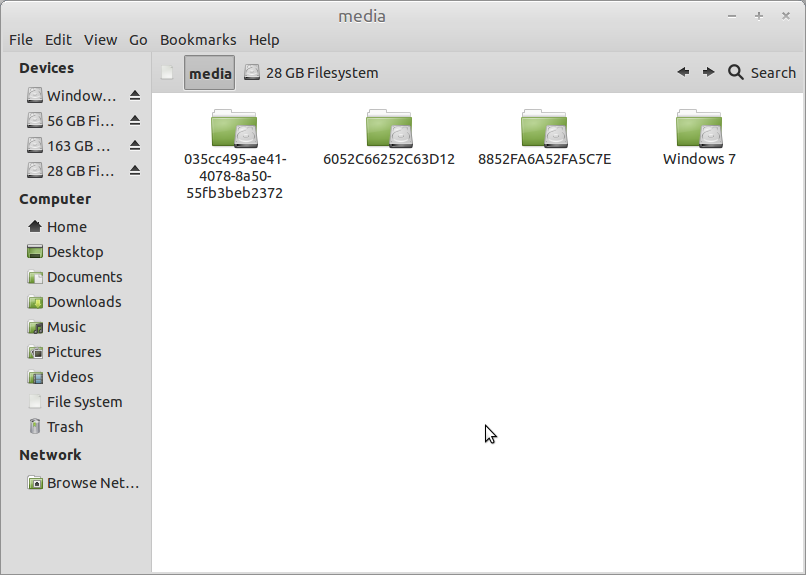 media
File Edit View Go Bookmarks Help
media 28 GB Filesystem Search
Devices
Window...
56 GB Fi...
163 GB ...
28 GB Fi...
Computer
Home
Desktop
Documents
Downloads
Music
Pictures
Videos
File System
Trash
Network
Browse Net...
035cc495-ae41-
4078-8a50-
55fb3beb2372
6052C66252C63D12
8852FA6A52FA5C7E
Windows 7